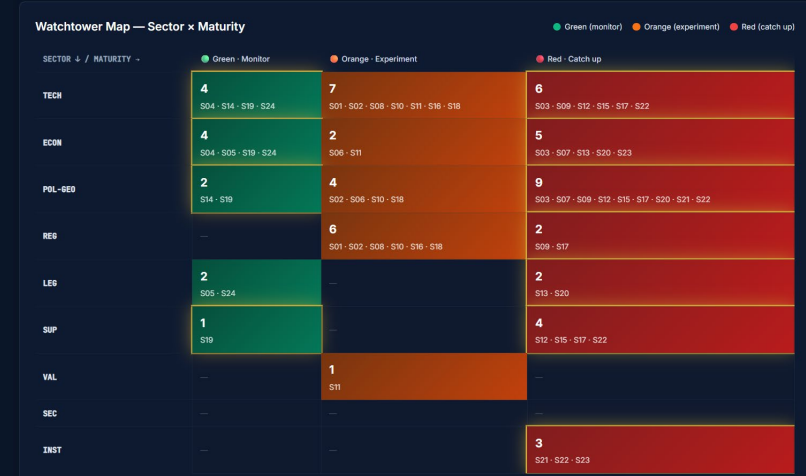 Watchtower Map — Sector × Maturity
Green (monitor) Orange (experiment) Red (catch up)
SECTOR ↓ / MATURITY → Green · Monitor Orange · Experiment Red · Catch up
TECH
4
S04 · S14 · S19 · S24
7
S01 · S02 · S08 · S10 · S11 · S16 · S18
6
S03 · S09 · S12 · S15 · S17 · S22
ECON
4
S04 · S05 · S19 · S24
2
S06 · S11
5
S03 · S07 · S13 · S20 · S23
POL-GEO
2
S14 · S19
4
S02 · S06 · S10 · S18
9
S03 · S07 · S09 · S12 · S15 · S17 · S20 · S21 · S22
REG
—
6
S01 · S02 · S08 · S10 · S16 · S18
2
S09 · S17
LEG
2
S05 · S24
—
2
S13 · S20
SUP
1
S19
—
4
S12 · S15 · S17 · S22
VAL
—
1
S11
—
SEC
—
—
—
INST
—
—
3
S21 · S22 · S23